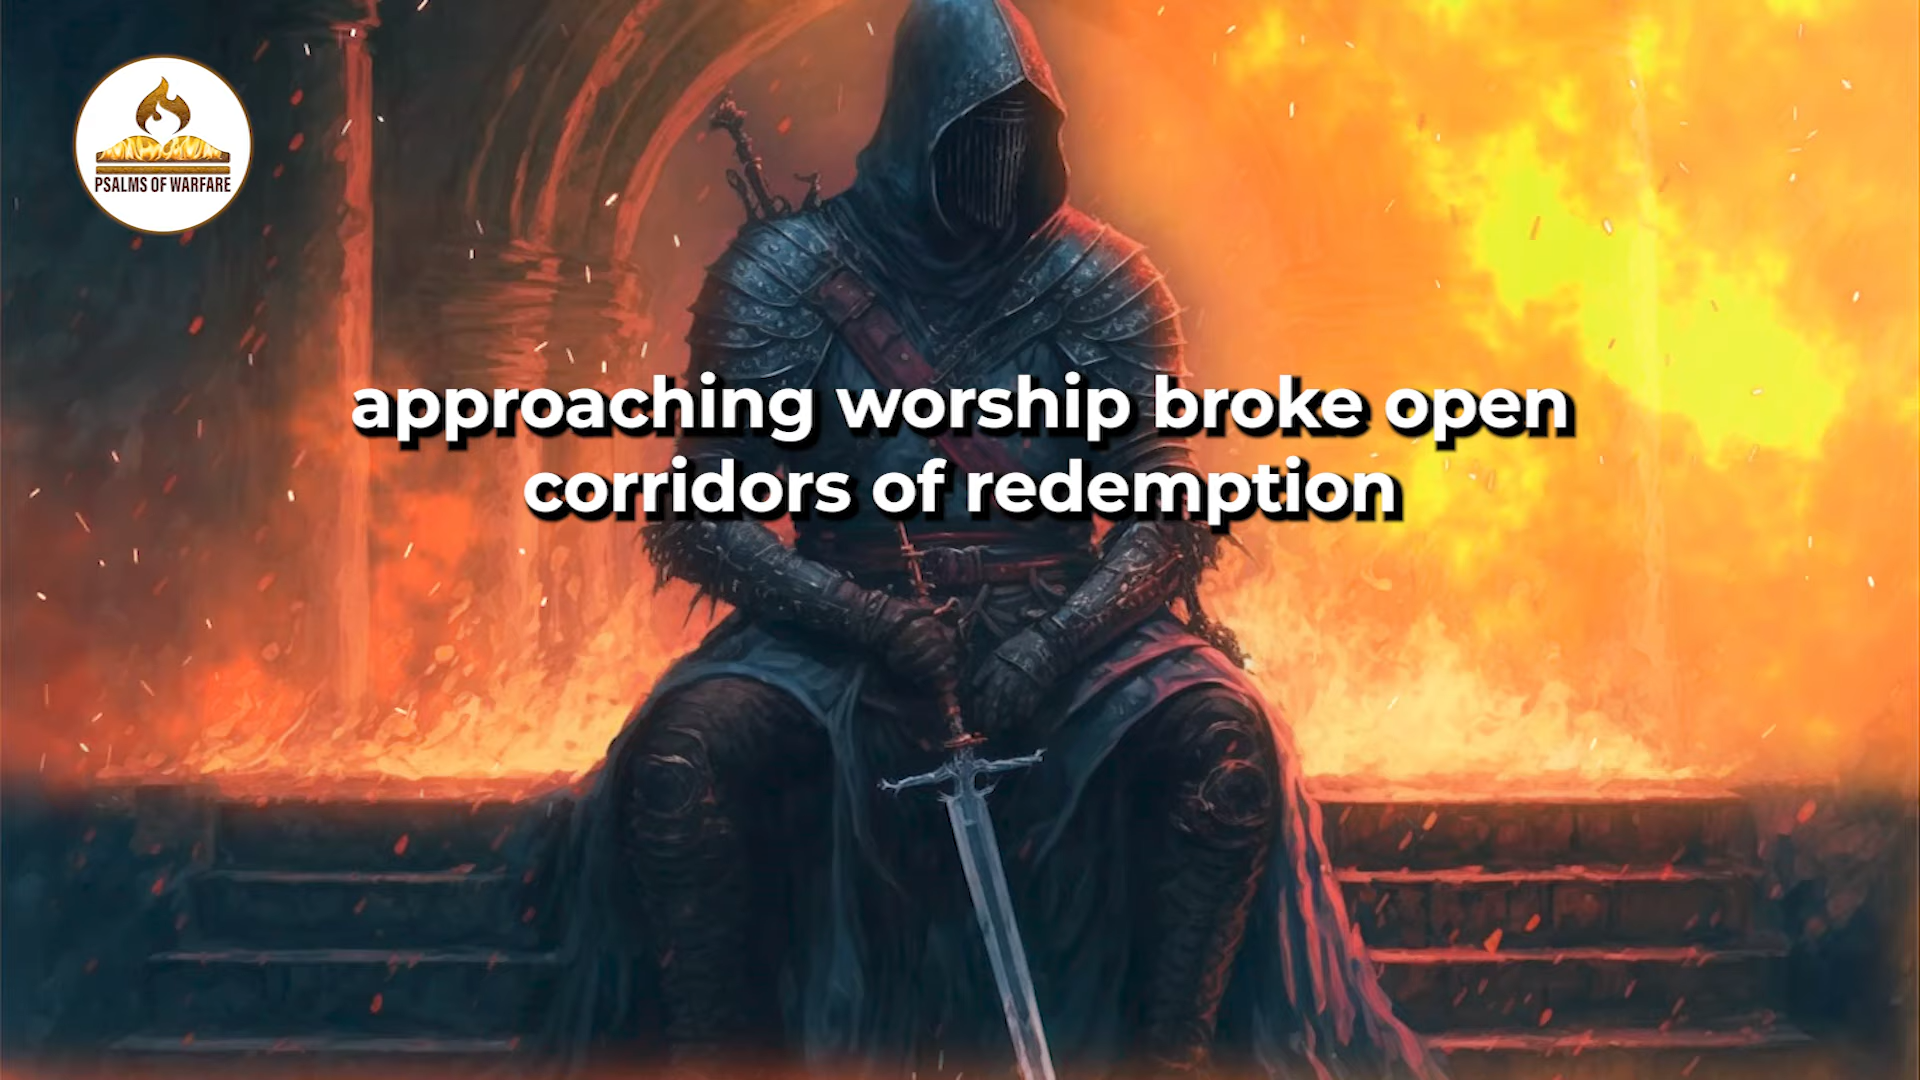 PSALMS OF WARFARE
approaching worship broke open
corridors of redemption